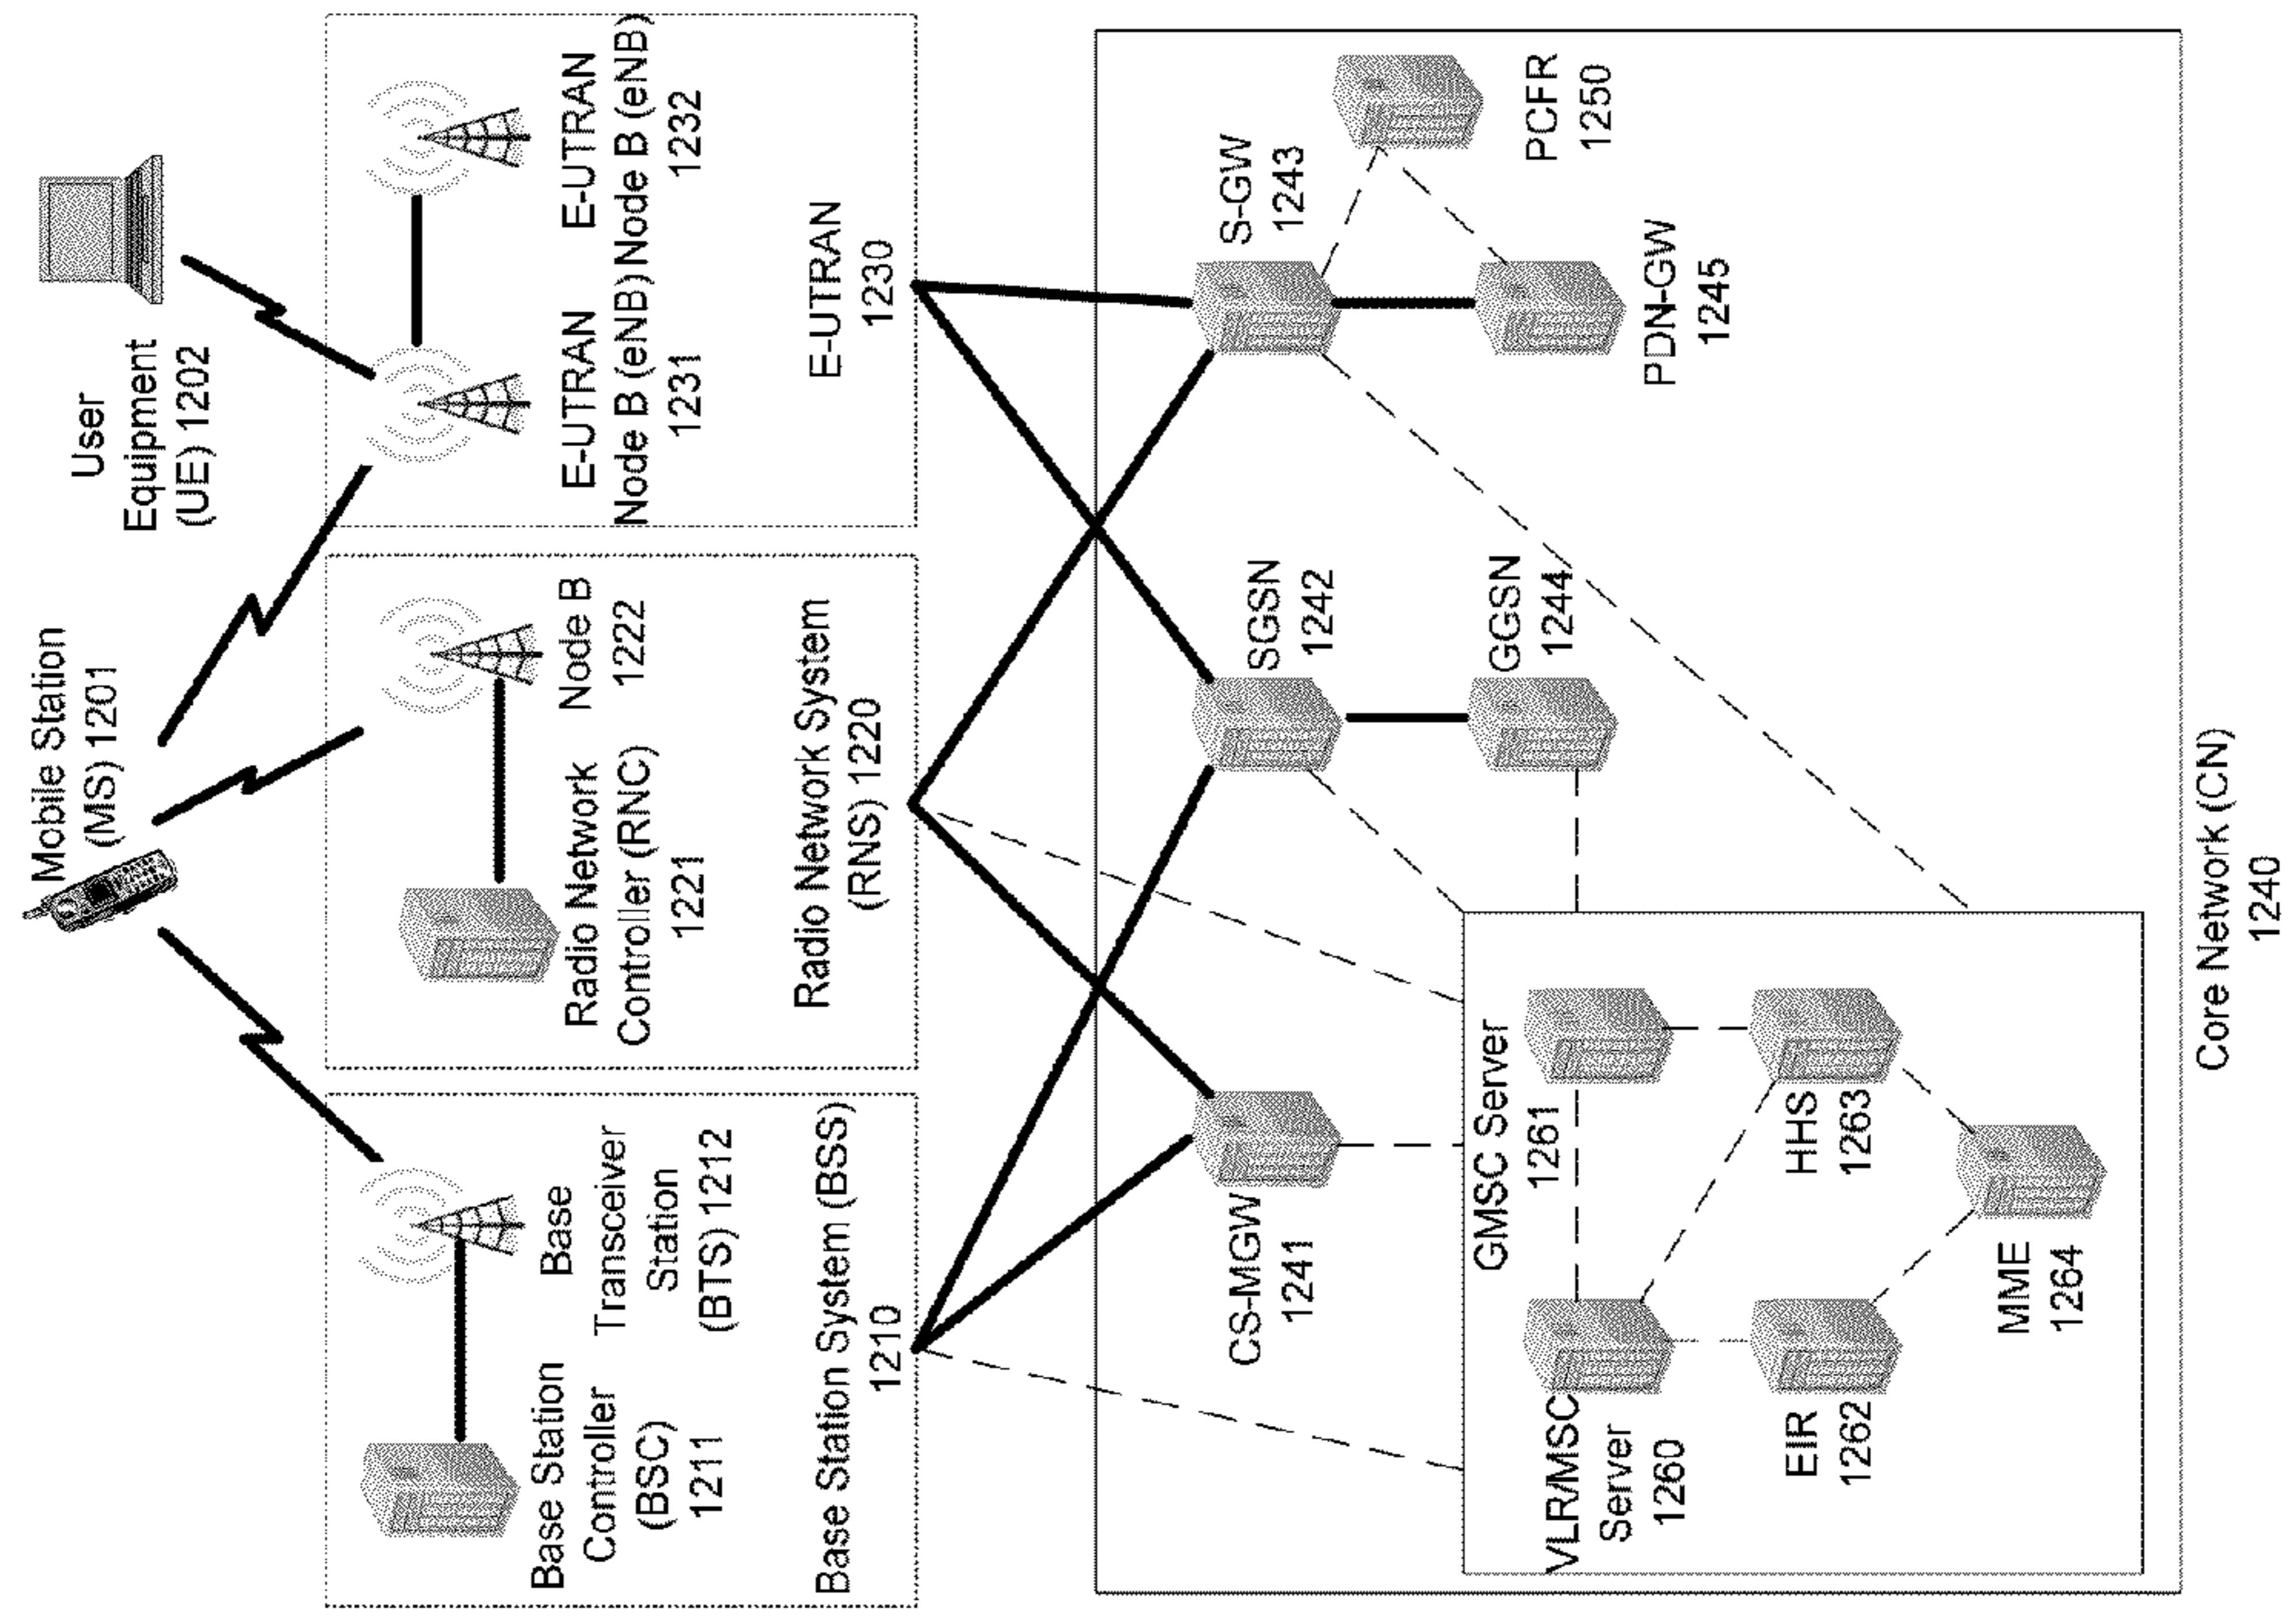 Mobile Station
(MS) 1201
User
Equipment
(UE) 1202
Base Station
Controller
(BSC)
1211
Base
Transceiver
Station
(BTS) 1212
Base Station System (BSS)
1210
Radio Network
Controller (RNC)
1221
Node B
1222
Radio Network System
(RNS) 1220
E-UTRAN
Node B (eNB)
1231
E-UTRAN
Node B (eNB)
1232
E-UTRAN
1230
CS-MGW
1241
SGSN
1242
S-GW
1243
GGSN
1244
PDN-GW
1245
PCFR
1250
GMSC Server
1261
VLR/MSC
Server
1260
HHS
1263
EIR
1262
MME
1264
Core Network (CN)
1240